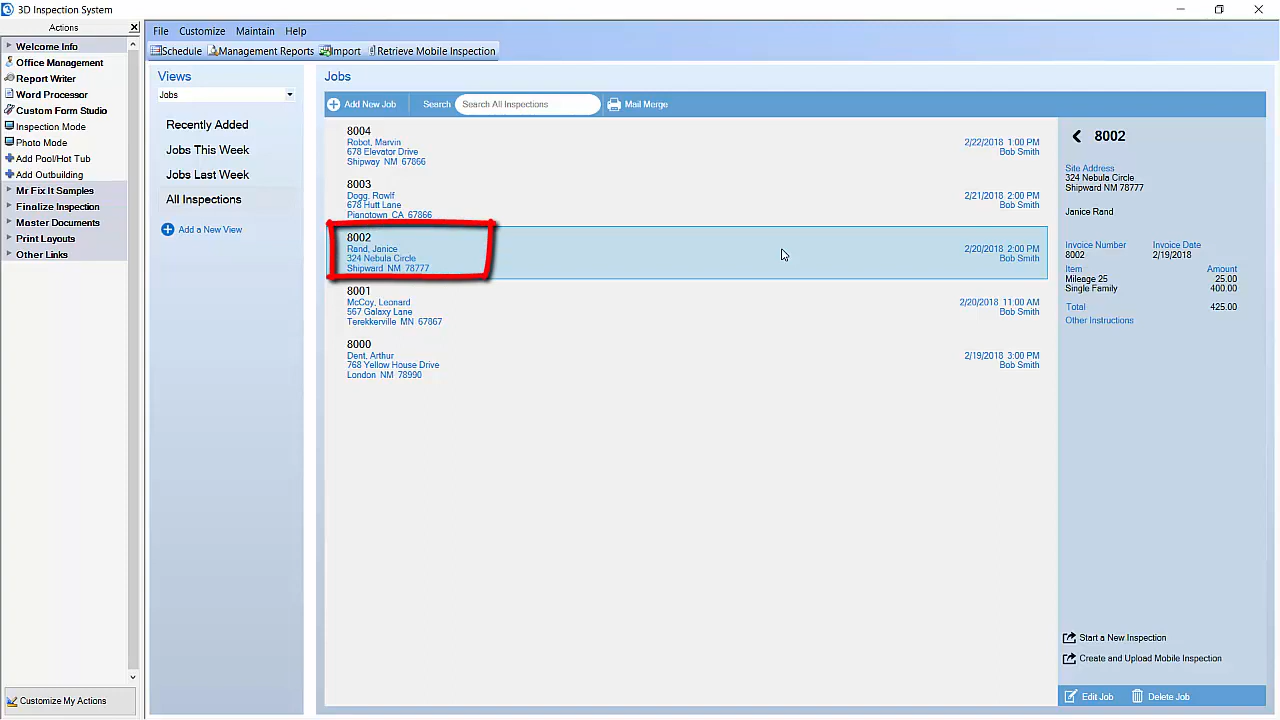 3D Inspection System
Actions
Welcome Info
Office Management
Report Writer
Word Processor
Custom Form Studio
Inspection Mode
Photo Mode
Add Pool/Hot Tub
Add Outbuilding
Mr Fix It Samples
Finalize Inspection
Master Documents
Print Layouts
Other Links
Customize My Actions
File Customize Maintain Help
Schedule Management Reports Import Retrieve Mobile Inspection
Views
Jobs
Recently Added
Jobs This Week
Jobs Last Week
All Inspections
Add a New View
Jobs
Add New Job Search Search All Inspections Mail Merge
8004
Robot, Marvin 2/22/2018 1:00 PM
678 Elevator Drive Bob Smith
Shipway NM 67866
8003
Dogg, Rowlf 2/21/2018 2:00 PM
678 Hutt Lane Bob Smith
Pianotown CA 67866
8002
Rand, Janice 2/20/2018 2:00 PM
324 Nebula Circle Bob Smith
Shipward NM 78777
8001
McCoy, Leonard 2/20/2018 11:00 AM
567 Galaxy Lane Bob Smith
Terekkerville MN 67867
8000
Dent, Arthur 2/19/2018 3:00 PM
768 Yellow House Drive Bob Smith
London NM 78990
8002
Site Address
324 Nebula Circle
Shipward NM 78777
Janice Rand
Invoice Number Invoice Date
8002 2/19/2018
Item Amount
Mileage 25 25.00
Single Family 400.00
Total 425.00
Other Instructions
Start a New Inspection
Create and Upload Mobile Inspection
Edit Job Delete Job